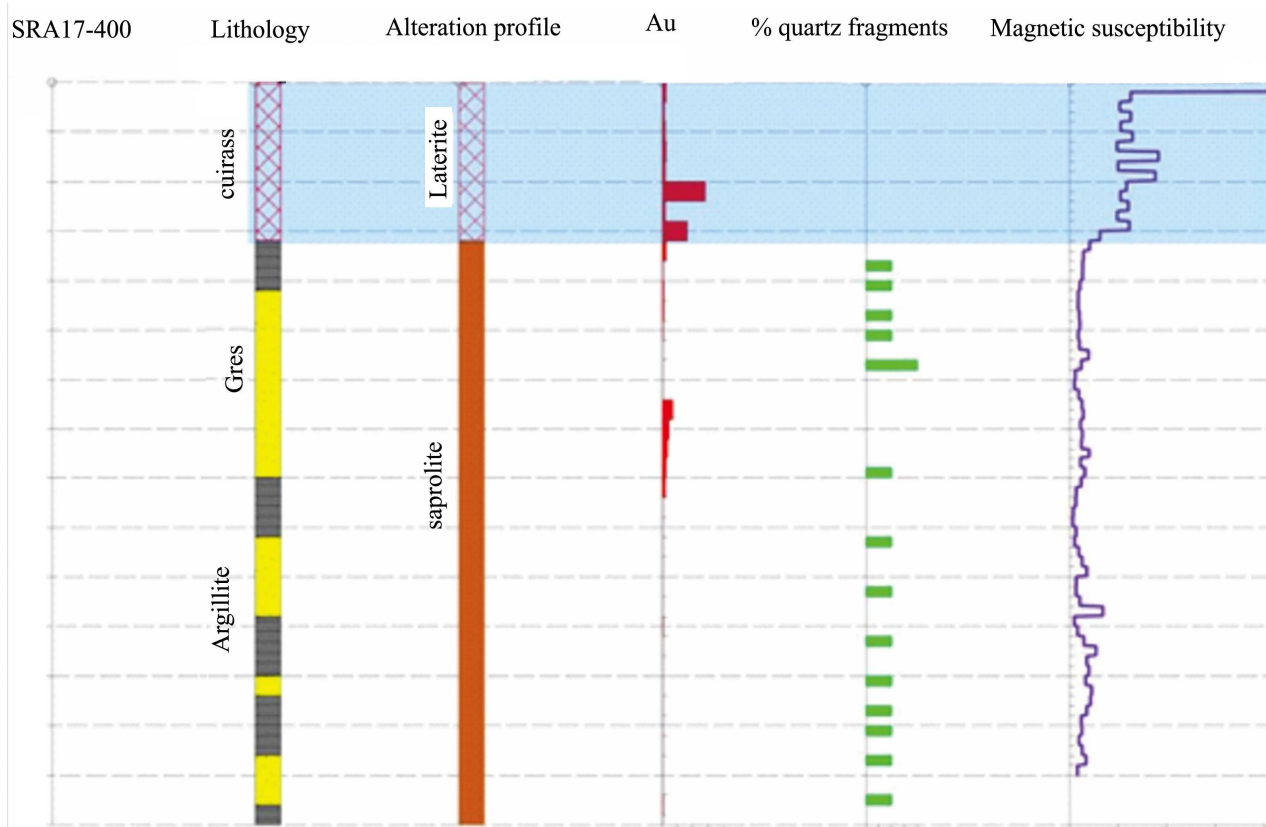 SRA17-400 Lithology Alteration profile Au % quartz fragments Magnetic susceptibility
cuirass
Laterite
Gres
saprolite
Argillite